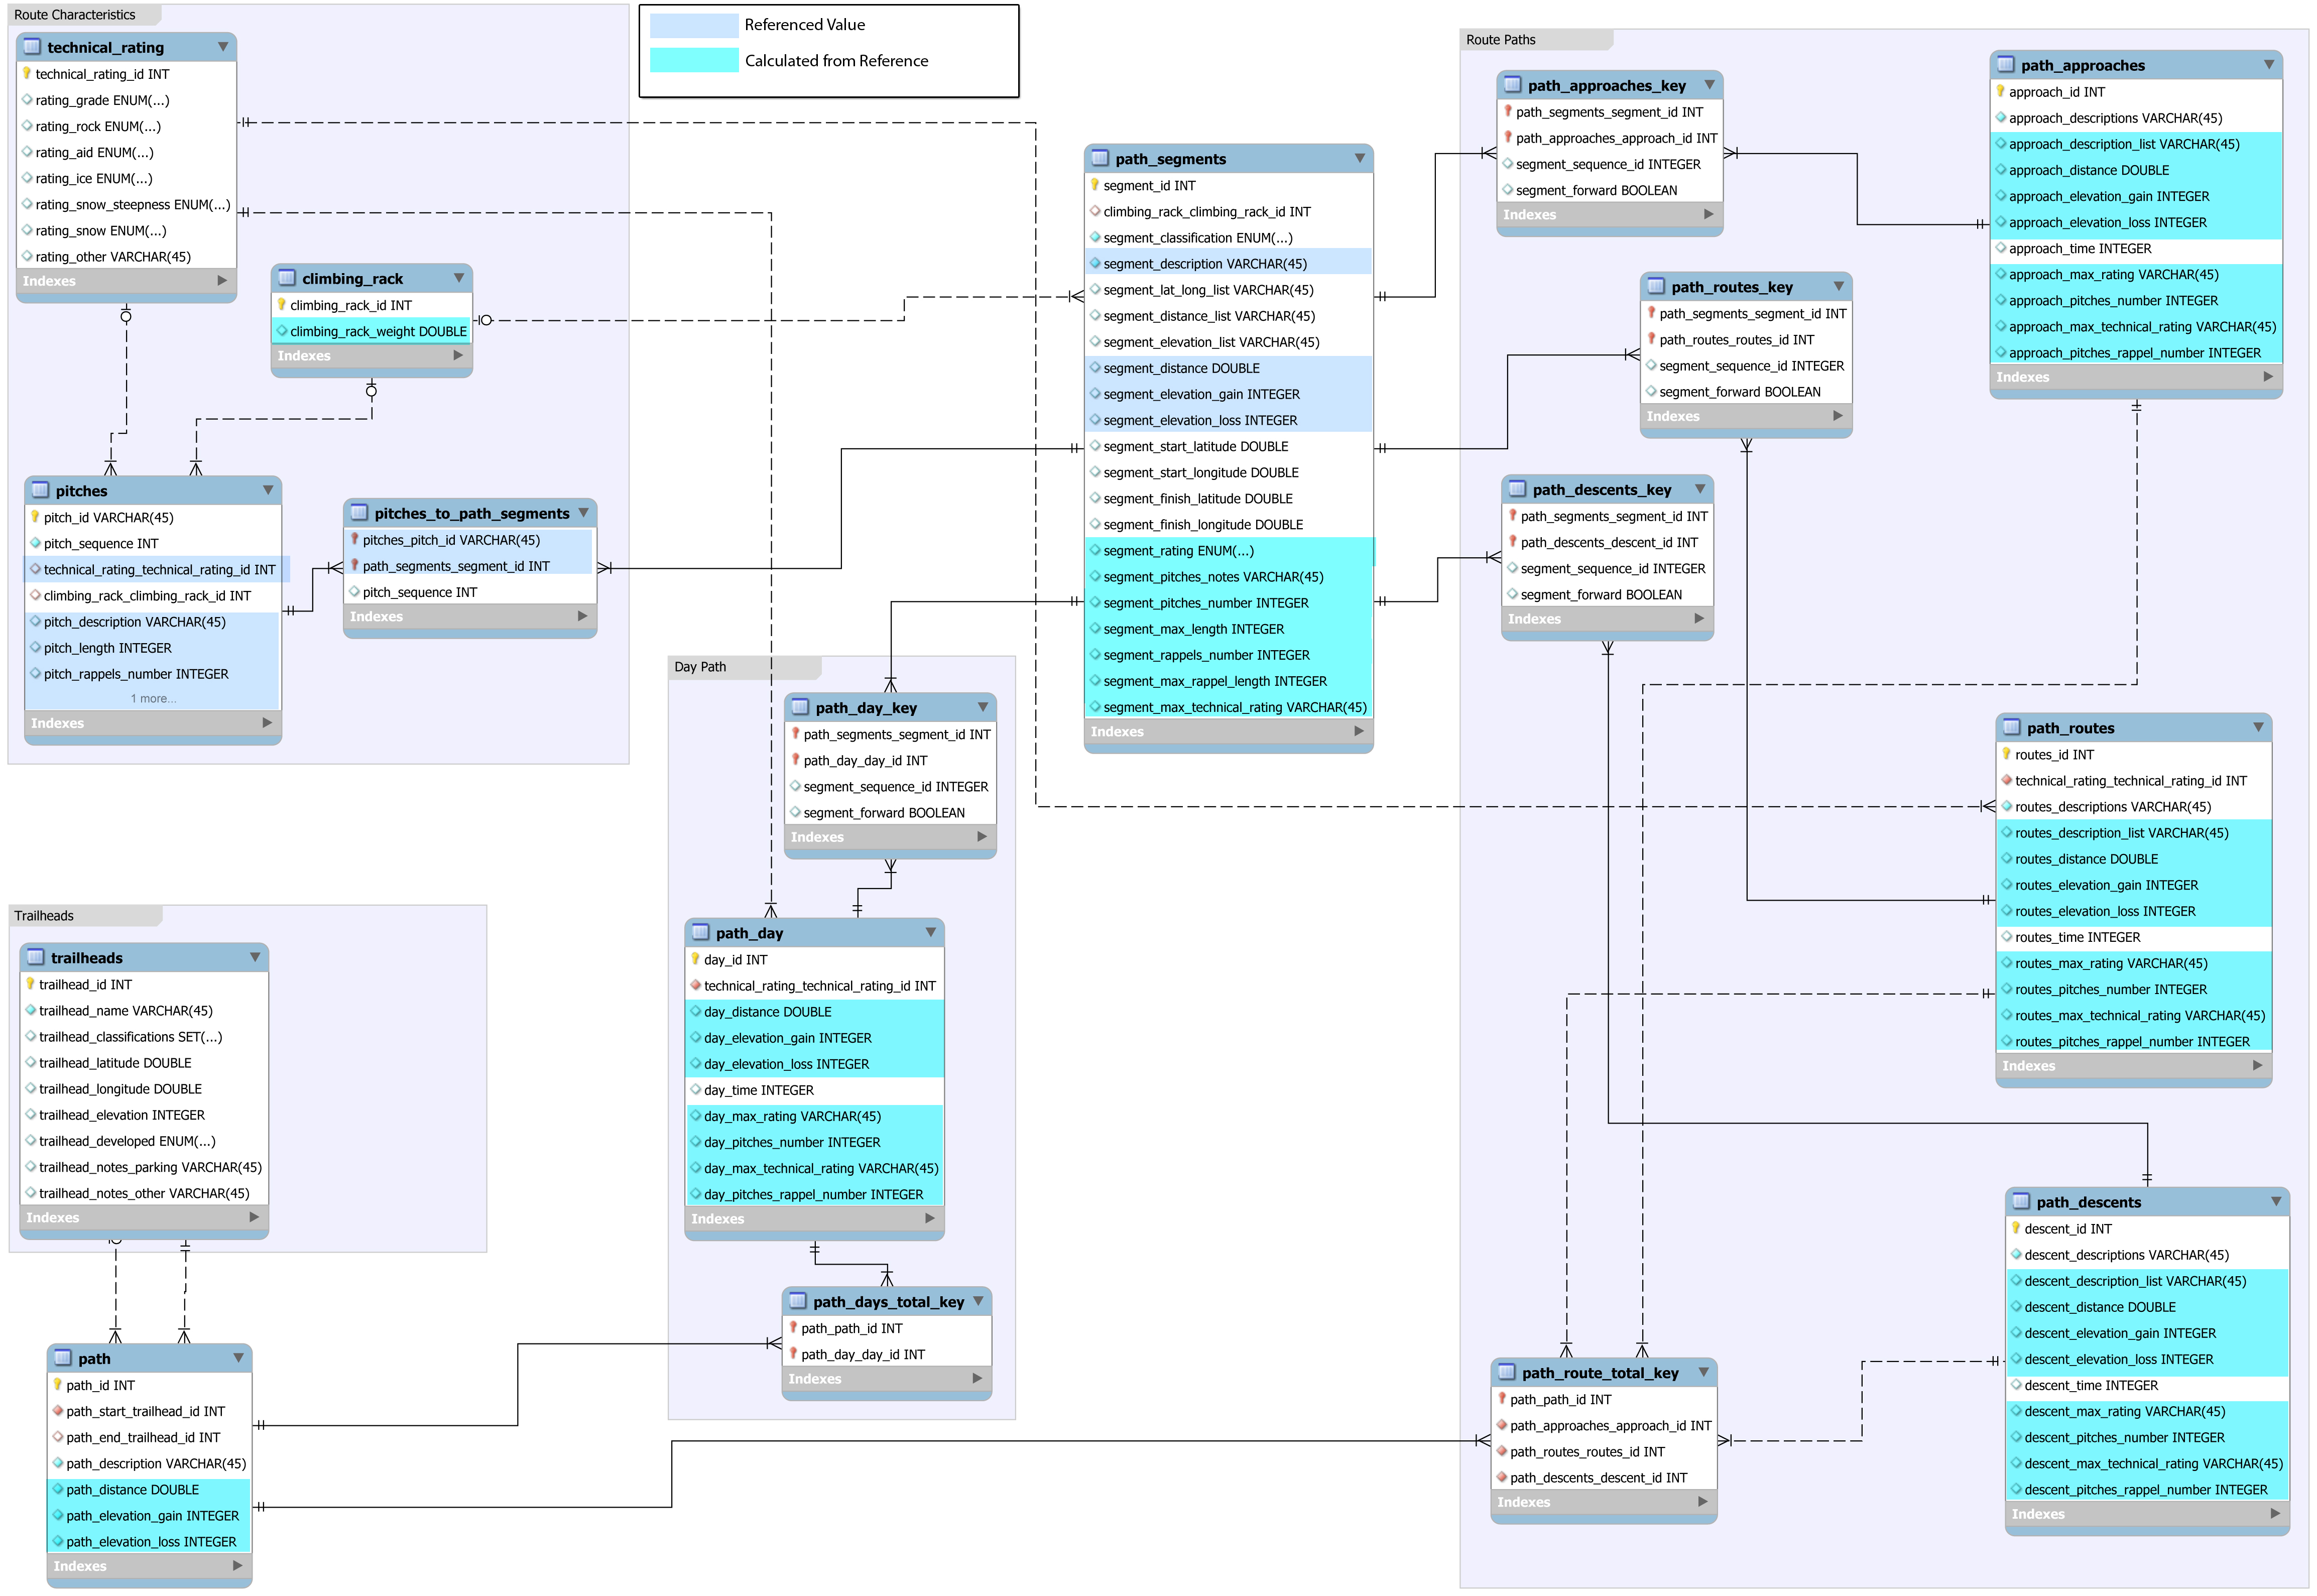 Route Characteristics
technical_rating
technical_rating_id INT
rating_grade ENUM(...)
rating_rock ENUM(...)
rating_aid ENUM(...)
rating_ice ENUM(...)
rating_snow_steepness ENUM(...)
rating_snow ENUM(...)
rating_other VARCHAR(45)
Indexes
climbing_rack
climbing_rack_id INT
climbing_rack_weight DOUBLE
Indexes
pitches
pitch_id VARCHAR(45)
pitch_sequence INT
technical_rating_technical_rating_id INT
climbing_rack_climbing_rack_id INT
pitch_description VARCHAR(45)
pitch_length INTEGER
pitch_rappels_number INTEGER
1 more...
Indexes
pitches_to_path_segments
pitches_pitch_id VARCHAR(45)
path_segments_segment_id INT
pitch_sequence INT
Indexes
Referenced Value
Calculated from Reference
path_segments
segment_id INT
climbing_rack_climbing_rack_id INT
segment_classification ENUM(...)
segment_description VARCHAR(45)
segment_lat_long_list VARCHAR(45)
segment_distance_list VARCHAR(45)
segment_elevation_list VARCHAR(45)
segment_distance DOUBLE
segment_elevation_gain INTEGER
segment_elevation_loss INTEGER
segment_start_latitude DOUBLE
segment_start_longitude DOUBLE
segment_finish_latitude DOUBLE
segment_finish_longitude DOUBLE
segment_rating ENUM(...)
segment_pitches_notes VARCHAR(45)
segment_pitches_number INTEGER
segment_max_length INTEGER
segment_rappels_number INTEGER
segment_max_rappel_length INTEGER
segment_max_technical_rating VARCHAR(45)
Indexes
Route Paths
path_approaches_key
path_segments_segment_id INT
path_approaches_approach_id INT
segment_sequence_id INTEGER
segment_forward BOOLEAN
Indexes
path_approaches
approach_id INT
approach_descriptions VARCHAR(45)
approach_description_list VARCHAR(45)
approach_distance DOUBLE
approach_elevation_gain INTEGER
approach_elevation_loss INTEGER
approach_time INTEGER
approach_max_rating VARCHAR(45)
approach_pitches_number INTEGER
approach_max_technical_rating VARCHAR(45)
approach_pitches_rappel_number INTEGER
Indexes
path_routes_key
path_segments_segment_id INT
path_routes_routes_id INT
segment_sequence_id INTEGER
segment_forward BOOLEAN
Indexes
path_descents_key
path_segments_segment_id INT
path_descents_descent_id INT
segment_sequence_id INTEGER
segment_forward BOOLEAN
Indexes
path_routes
routes_id INT
technical_rating_technical_rating_id INT
routes_descriptions VARCHAR(45)
routes_description_list VARCHAR(45)
routes_distance DOUBLE
routes_elevation_gain INTEGER
routes_elevation_loss INTEGER
routes_time INTEGER
routes_max_rating VARCHAR(45)
routes_pitches_number INTEGER
routes_max_technical_rating VARCHAR(45)
routes_pitches_rappel_number INTEGER
Indexes
Day Path
path_day_key
path_segments_segment_id INT
path_day_day_id INT
segment_sequence_id INTEGER
segment_forward BOOLEAN
Indexes
path_day
day_id INT
technical_rating_technical_rating_id INT
day_distance DOUBLE
day_elevation_gain INTEGER
day_elevation_loss INTEGER
day_time INTEGER
day_max_rating VARCHAR(45)
day_pitches_number INTEGER
day_max_technical_rating VARCHAR(45)
day_pitches_rappel_number INTEGER
Indexes
path_days_total_key
path_path_id INT
path_day_day_id INT
Indexes
Trailheads
trailheads
trailhead_id INT
trailhead_name VARCHAR(45)
trailhead_classifications SET(...)
trailhead_latitude DOUBLE
trailhead_longitude DOUBLE
trailhead_elevation INTEGER
trailhead_developed ENUM(...)
trailhead_notes_parking VARCHAR(45)
trailhead_notes_other VARCHAR(45)
Indexes
path
path_id INT
path_start_trailhead_id INT
path_end_trailhead_id INT
path_description VARCHAR(45)
path_distance DOUBLE
path_elevation_gain INTEGER
path_elevation_loss INTEGER
Indexes
path_route_total_key
path_path_id INT
path_approaches_approach_id INT
path_routes_routes_id INT
path_descents_descent_id INT
Indexes
path_descents
descent_id INT
descent_descriptions VARCHAR(45)
descent_description_list VARCHAR(45)
descent_distance DOUBLE
descent_elevation_gain INTEGER
descent_elevation_loss INTEGER
descent_time INTEGER
descent_max_rating VARCHAR(45)
descent_pitches_number INTEGER
descent_max_technical_rating VARCHAR(45)
descent_pitches_rappel_number INTEGER
Indexes